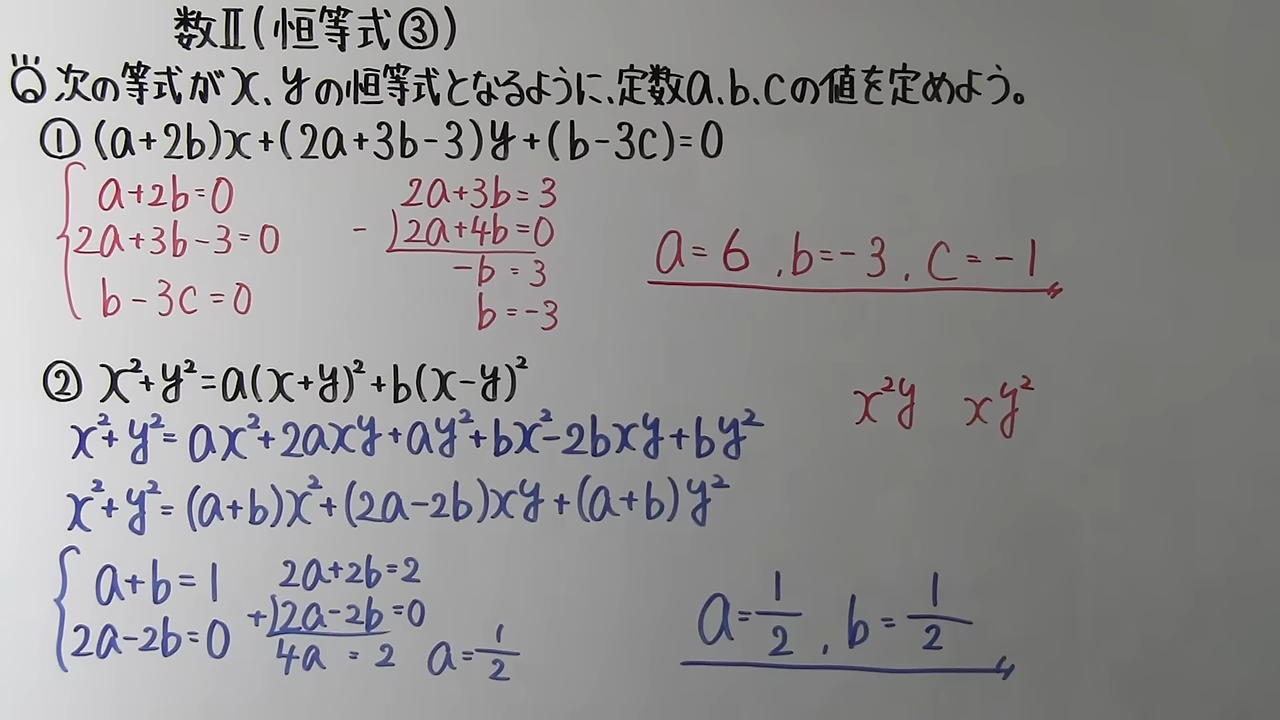 数Ⅱ(恒等式③)
Q 次の等式がx、yの恒等式となるように、定数a、b、cの値を定めよう。
① (a+2b)x+(2a+3b-3)y+(b-3c)=0
a+2b=0
2a+3b-3=0
b-3c=0
2a+3b=3
-)2a+4b=0
-b=3
b=-3
a=6、b=-3、c=-1
② x²+y²=a(x+y)²+b(x-y)²
x²y xy²
x²+y²=ax²+2axy+ay²+bx²-2bxy+by²
x²+y²=(a+b)x²+(2a-2b)xy+(a+b)y²
a+b=1
2a-2b=0
2a+2b=2
+)2a-2b=0
4a=2 a=1/2
a=1/2、b=1/2